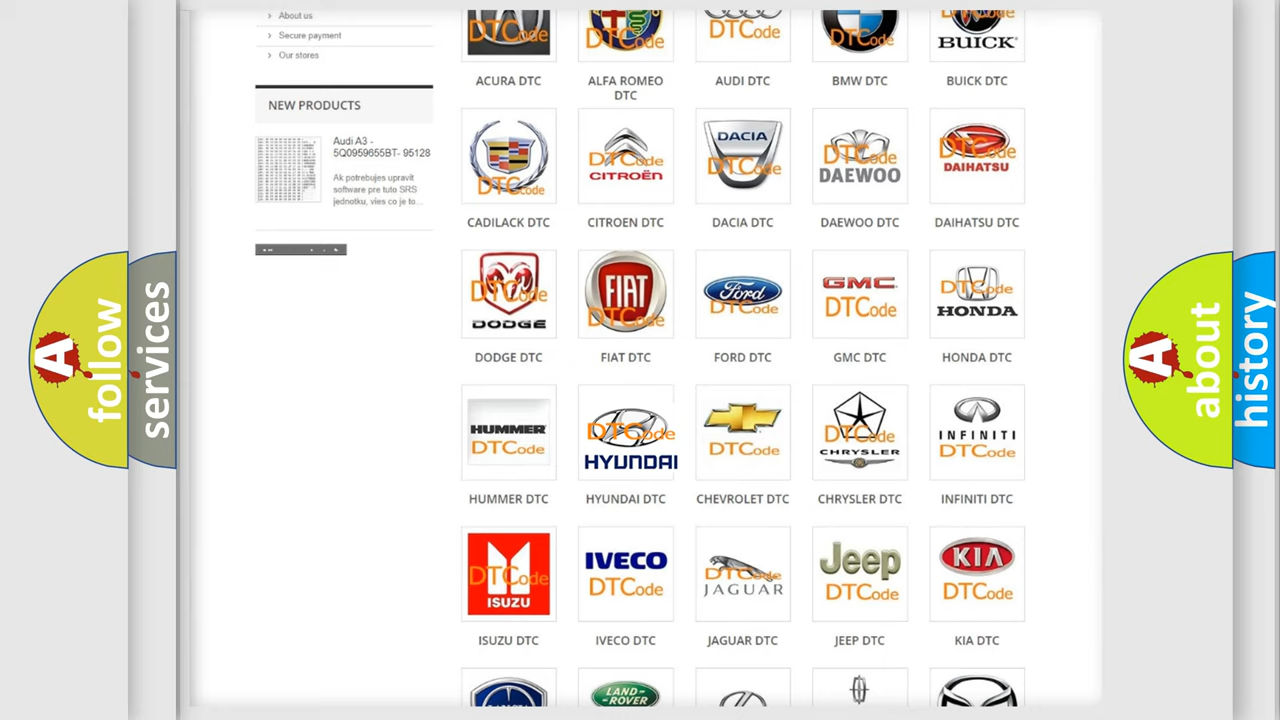 About us
Secure payment
Our stores
NEW PRODUCTS
Audi A3 -
5Q0959655BT- 95128
Ak potrebujes upravit
software pre tuto SRS
jednotku, vies co je to...
DTCode
DTCode
DTCode
DTCode
BUICK
ACURA DTC
ALFA ROMEO
DTC
AUDI DTC
BMW DTC
BUICK DTC
DTCode
DTCode
CITROËN
DACIA
DTCode
DTCode
DAEWOO
DTCode
DAIHATSU
CADILACK DTC
CITROEN DTC
DACIA DTC
DAEWOO DTC
DAIHATSU DTC
DTCode
DODGE
FIAT
DTCode
Ford
DTCode
GMC
DTCode
DTCode
HONDA
DODGE DTC
FIAT DTC
FORD DTC
GMC DTC
HONDA DTC
HUMMER
DTCode
DTCode
HYUNDAI
DTCode
DTCode
CHRYSLER
INFINITI
DTCode
HUMMER DTC
HYUNDAI DTC
CHEVROLET DTC
CHRYSLER DTC
INFINITI DTC
DTCode
ISUZU
IVECO
DTCode
DTCode
JAGUAR
Jeep
DTCode
KIA
DTCode
ISUZU DTC
IVECO DTC
JAGUAR DTC
JEEP DTC
KIA DTC
LAND-
ROVER
A follow
services
A about
history